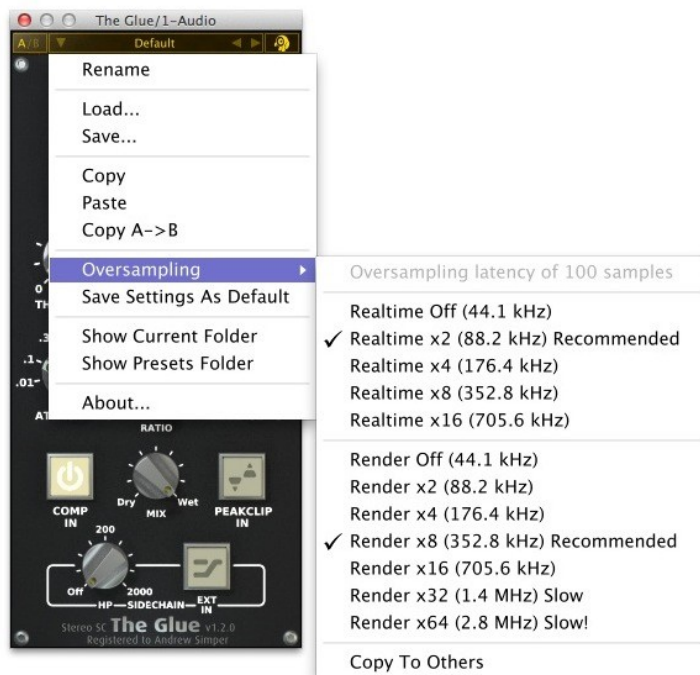 The Glue/1-Audio
A/B
Default
Rename
Load...
Save...
Copy
Paste
Copy A->B
Oversampling
Save Settings As Default
Show Current Folder
Show Presets Folder
About...
Oversampling latency of 100 samples
Realtime Off (44.1 kHz)
Realtime x2 (88.2 kHz) Recommended
Realtime x4 (176.4 kHz)
Realtime x8 (352.8 kHz)
Realtime x16 (705.6 kHz)
Render Off (44.1 kHz)
Render x2 (88.2 kHz)
Render x4 (176.4 kHz)
Render x8 (352.8 kHz) Recommended
Render x16 (705.6 kHz)
Render x32 (1.4 MHz) Slow
Render x64 (2.8 MHz) Slow!
Copy To Others
0
TH
.3
.1
.01
AT
RATIO
COMP
IN
Dry
Wet
MIX
PEAKCLIP
IN
200
Off
2000
HP
SIDECHAIN
EXT
IN
Stereo SC The Glue v1.2.0
Registered to Andrew Simper